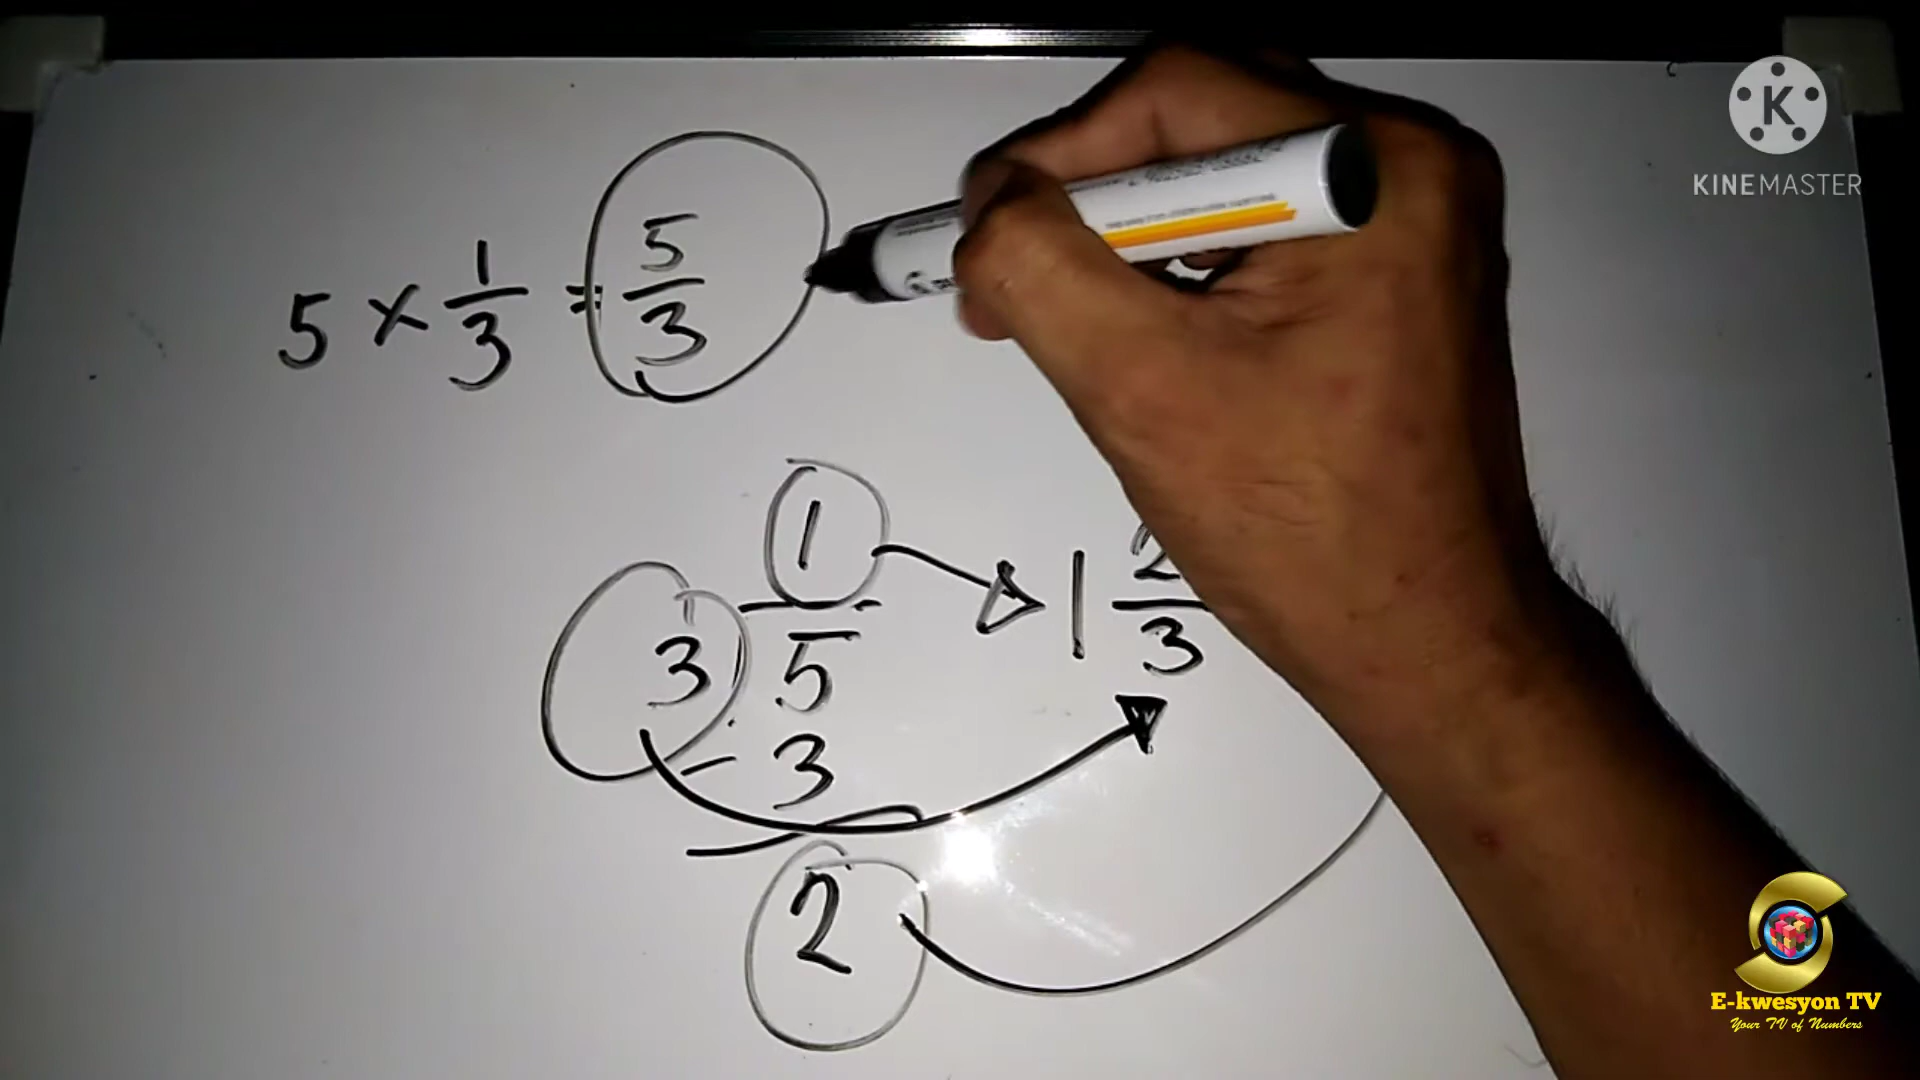 K
KINEMASTER
5 × 1/3 = 5/3
1
3 5
1 2/3
- 3
2
E-kwesyon TV
Your TV of Numbers